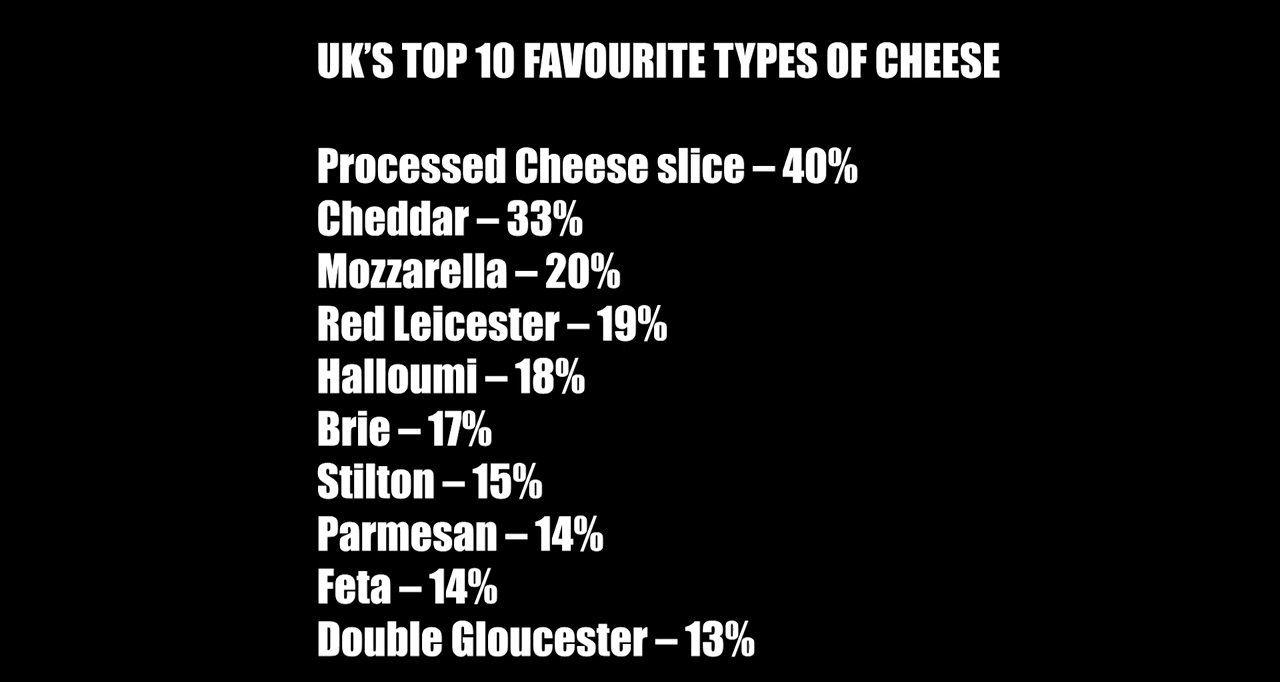 UK'S TOP 10 FAVOURITE TYPES OF CHEESE
Processed Cheese slice – 40%
Cheddar – 33%
Mozzarella – 20%
Red Leicester – 19%
Halloumi – 18%
Brie – 17%
Stilton – 15%
Parmesan – 14%
Feta – 14%
Double Gloucester – 13%